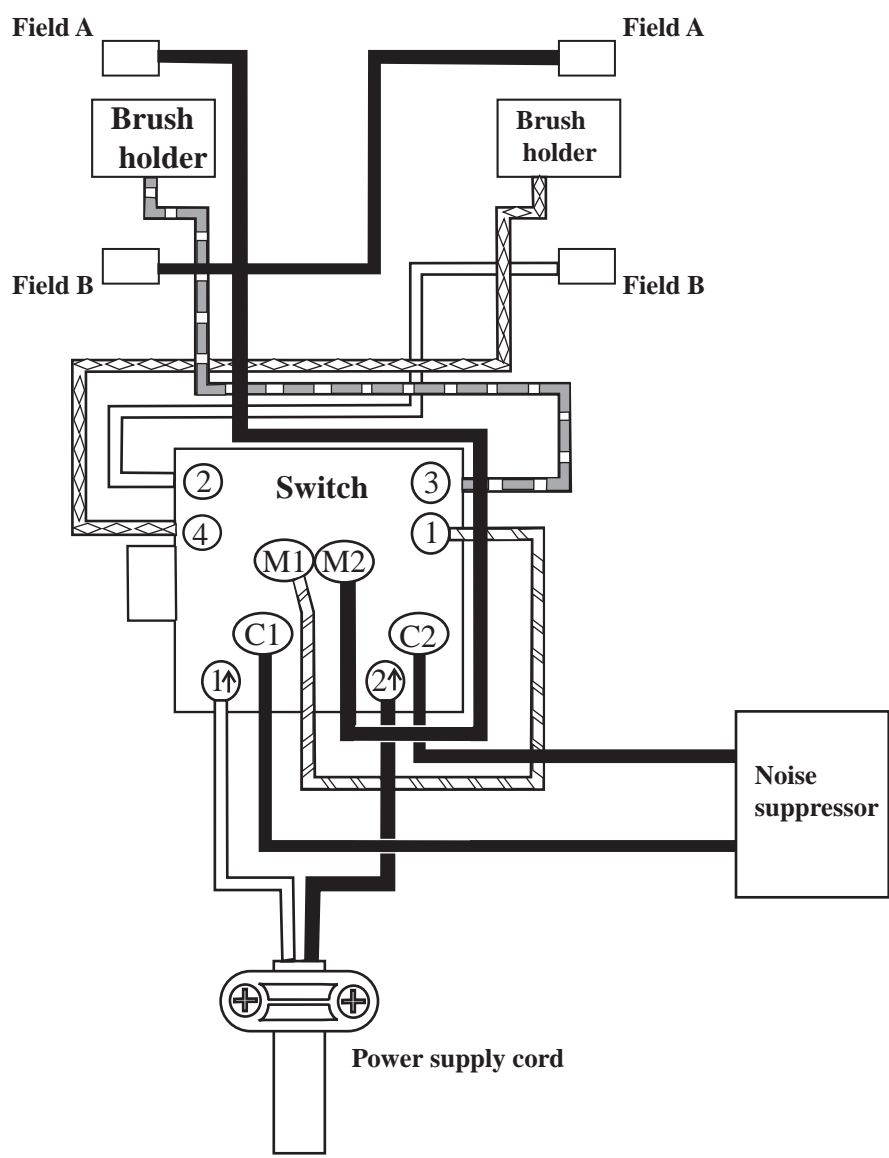 Field A
Field A
Brush
holder
Brush
holder
Field B
Field B
2
Switch
3
4
1
M1
M2
C1
C2
1↑
2↑
Noise
suppressor
Power supply cord